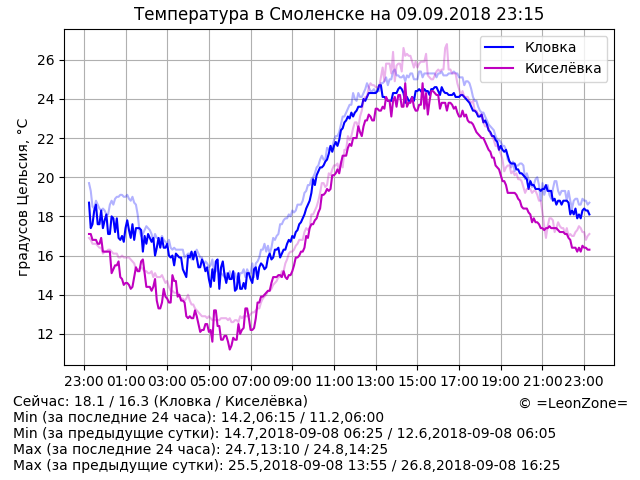 Температура в Смоленске на 09.09.2018 23:15
градусов Цельсия, °C
26
24
22
20
18
16
14
12
Кловка
Киселёвка
23:00 01:00 03:00 05:00 07:00 09:00 11:00 13:00 15:00 17:00 19:00 21:00 23:00
Сейчас: 18.1 / 16.3 (Кловка / Киселёвка)
© =LeonZone=
Min (за последние 24 часа): 14.2,06:15 / 11.2,06:00
Min (за предыдущие сутки): 14.7,2018-09-08 06:25 / 12.6,2018-09-08 06:05
Max (за последние 24 часа): 24.7,13:10 / 24.8,14:25
Max (за предыдущие сутки): 25.5,2018-09-08 13:55 / 26.8,2018-09-08 16:25